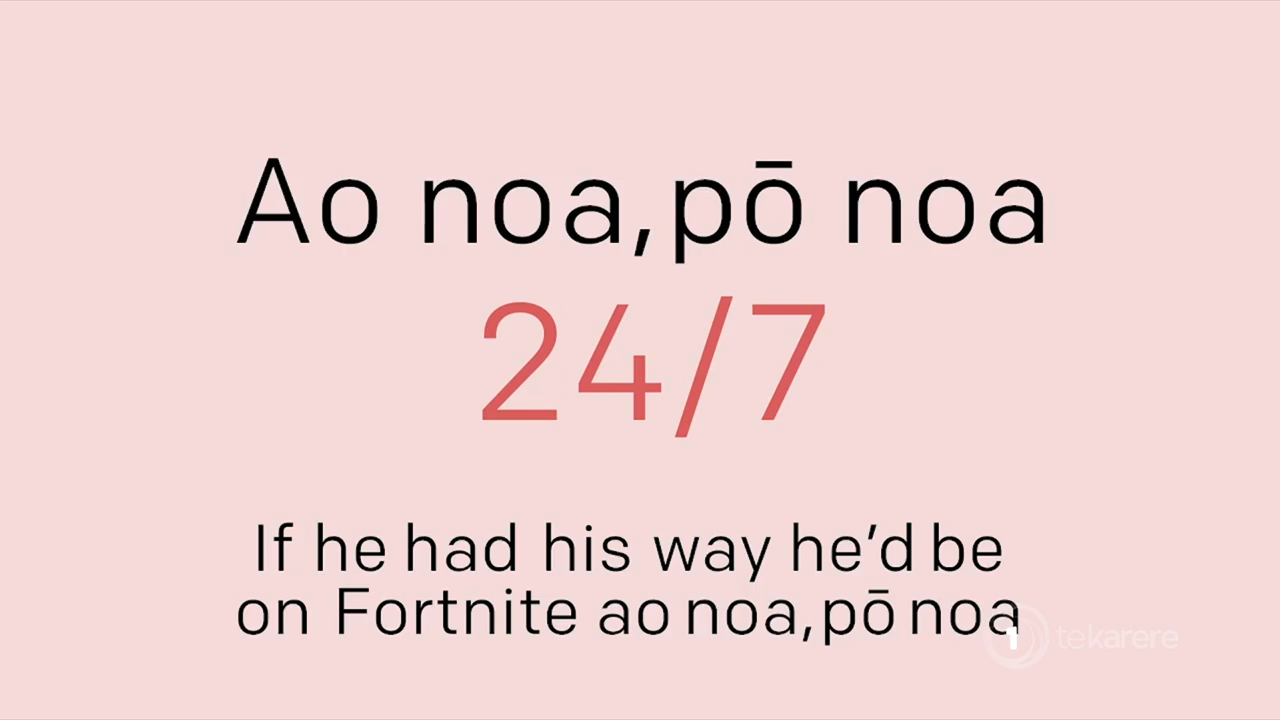 Ao noa, pō noa
24/7
If he had his way he’d be
on Fortnite ao noa, pō noa
1 tekarere